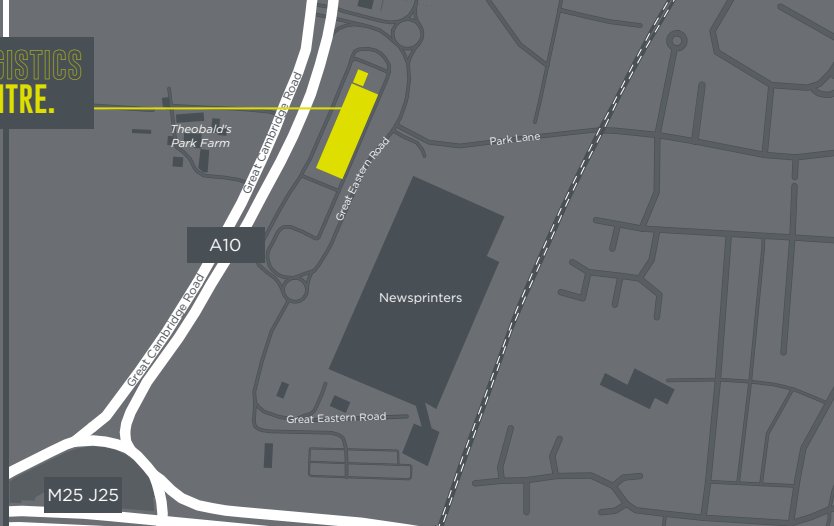 GISTICS
NTRE.
Theobald's
Park Farm
Great Cambridge Road
Park Lane
Great Eastern Road
A10
Newsprinters
Great Cambridge Road
Great Eastern Road
M25 J25